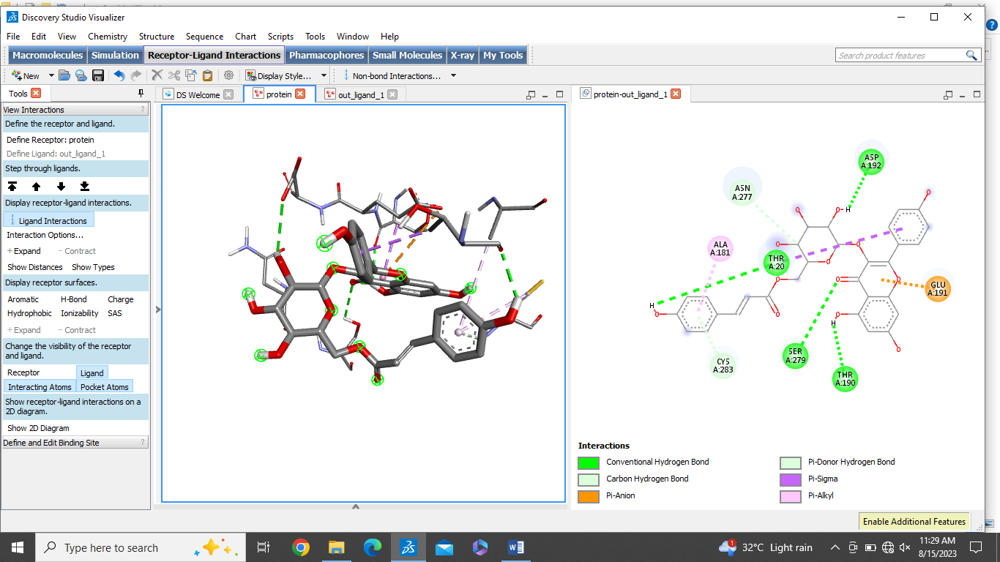 Discovery Studio Visualizer
File Edit View Chemistry Structure Sequence Chart Scripts Tools Window Help
Macromolecules Simulation Receptor-Ligand Interactions Pharmacophores Small Molecules X-ray My Tools
Search product features
New Display Style... Non-bond Interactions...
Tools DS Welcome protein out_ligand_1 protein-out_ligand_1
View Interactions ?
Define the receptor and ligand.
Define Receptor: protein
Define Ligand: out_ligand_1
Step through ligands.
Display receptor-ligand interactions.
Ligand Interactions
Interaction Options...
+ Expand - Contract
Show Distances Show Types
Display receptor surfaces.
Aromatic H-Bond Charge
Hydrophobic Ionizability SAS
+ Expand - Contract
Change the visibility of the receptor
and ligand.
Receptor Ligand
Interacting Atoms Pocket Atoms
Show receptor-ligand interactions on a
2D diagram.
Show 2D Diagram
Define and Edit Binding Site ?
ASP
A:192
ASN
A:277
O
O
O H
ALA
A:181
O
THR
A:20
O
O
O
GLU
A:191
O
O
H
O
O
H
O
CYS
A:283
SER
A:279
O
THR
A:190
Interactions
Conventional Hydrogen Bond
Carbon Hydrogen Bond
Pi-Anion
Pi-Donor Hydrogen Bond
Pi-Sigma
Pi-Alkyl
Enable Additional Features
Type here to search
1
32°C Light rain
11:29 AM
8/15/2023